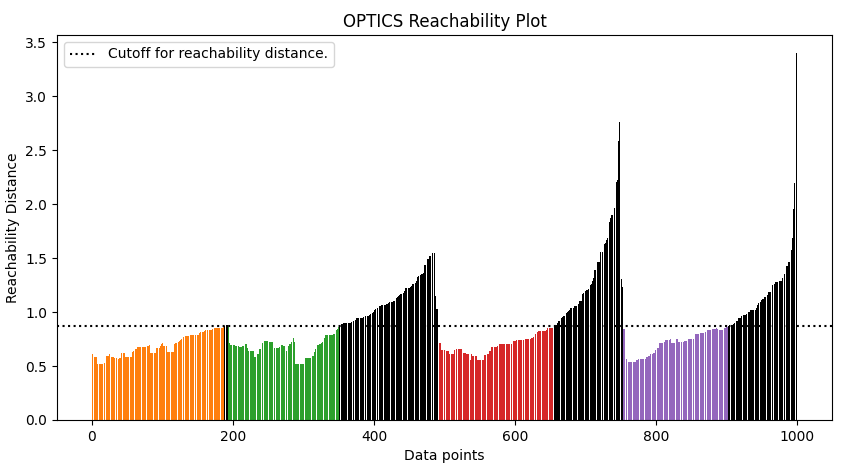 OPTICS Reachability Plot
Cutoff for reachability distance.
Reachability Distance
3.5
3.0
2.5
2.0
1.5
1.0
0.5
0.0
0 200 400 600 800 1000
Data points